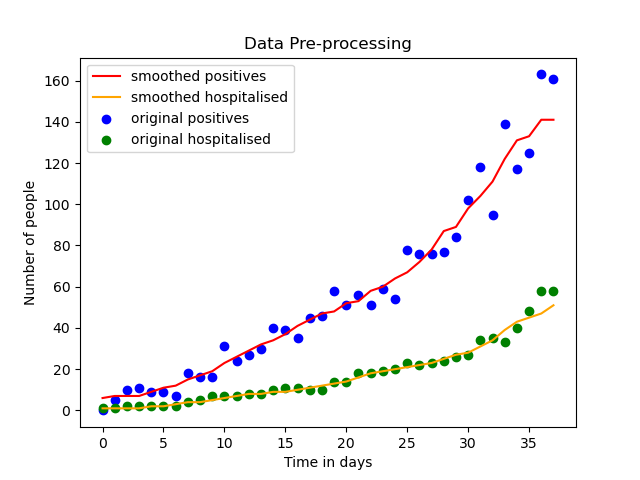 Data Pre-processing
smoothed positives
smoothed hospitalised
original positives
original hospitalised
160
140
120
100
80
60
40
20
0
Number of people
0 5 10 15 20 25 30 35
Time in days